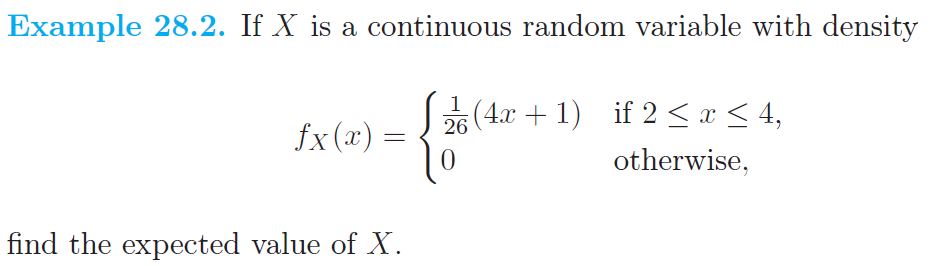 Example 28.2. If X is a continuous random variable with density
f_X(x) = { 1/26 (4x + 1) if 2 ≤ x ≤ 4,
0 otherwise,
find the expected value of X.